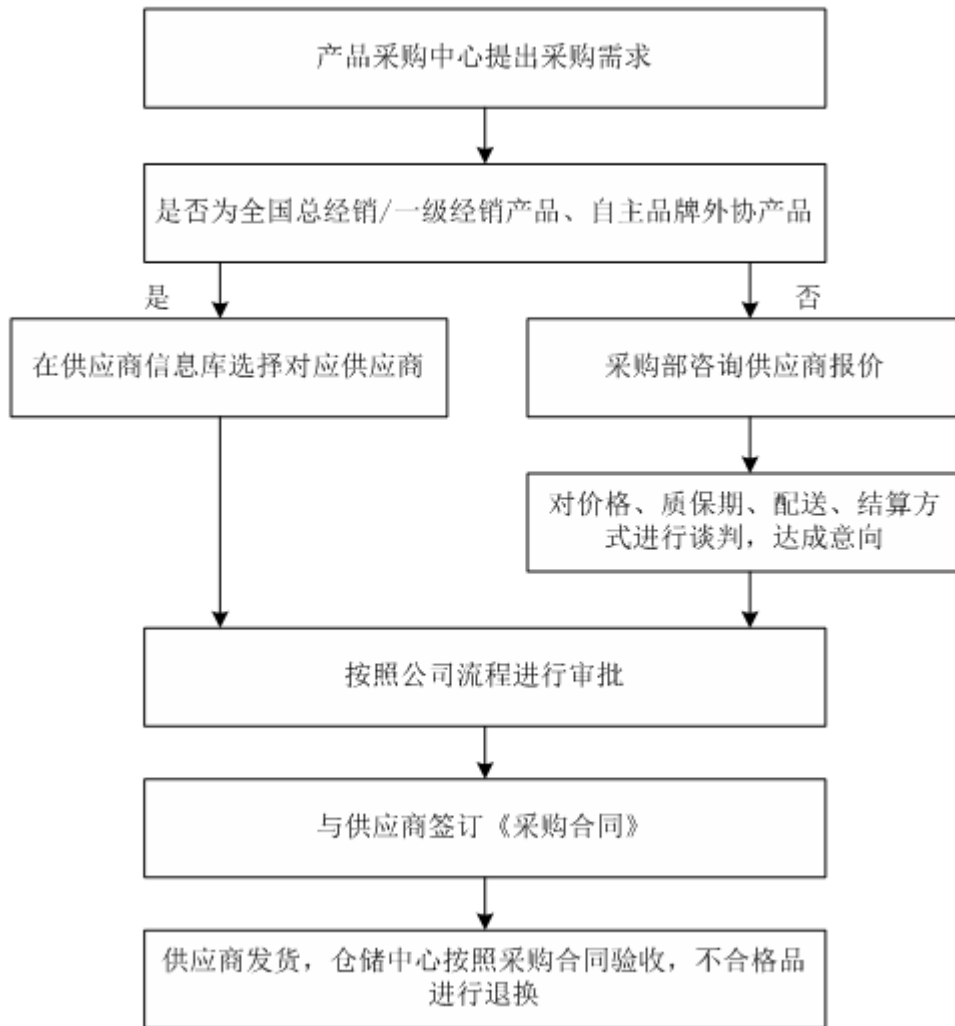 产品采购中心提出采购需求
是否为全国总经销/一级经销产品、自主品牌外协产品
是
否
在供应商信息库选择对应供应商
采购部咨询供应商报价
对价格、质保期、配送、结算方
式进行谈判，达成意向
按照公司流程进行审批
与供应商签订《采购合同》
供应商发货，仓储中心按照采购合同验收，不合格品
进行退换